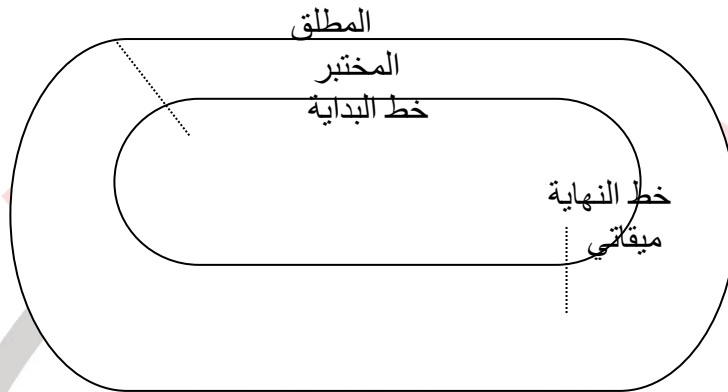 المطلق
المختبر
خط البداية
خط النهاية
ميقاتي